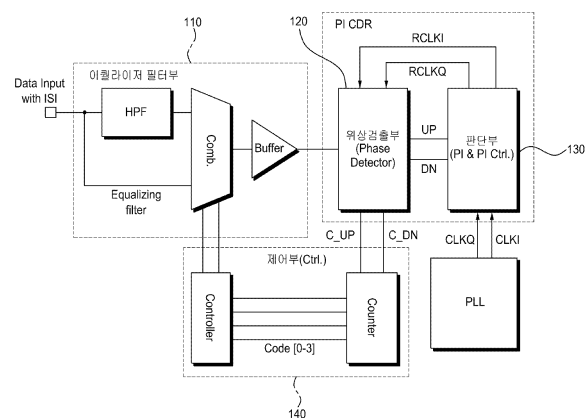 110
120
PI CDR
이퀄라이저 필터부
RCLKI
RCLKQ
Data Input
with ISI
HPF
Comb.
Buffer
위상검출부
(Phase
Detector)
UP
DN
판단부
(PI & PI Ctrl.)
130
Equalizing
filter
C_UP
C_DN
CLKQ
CLKI
제어부(Ctrl.)
Controller
Counter
Code [0-3]
PLL
140